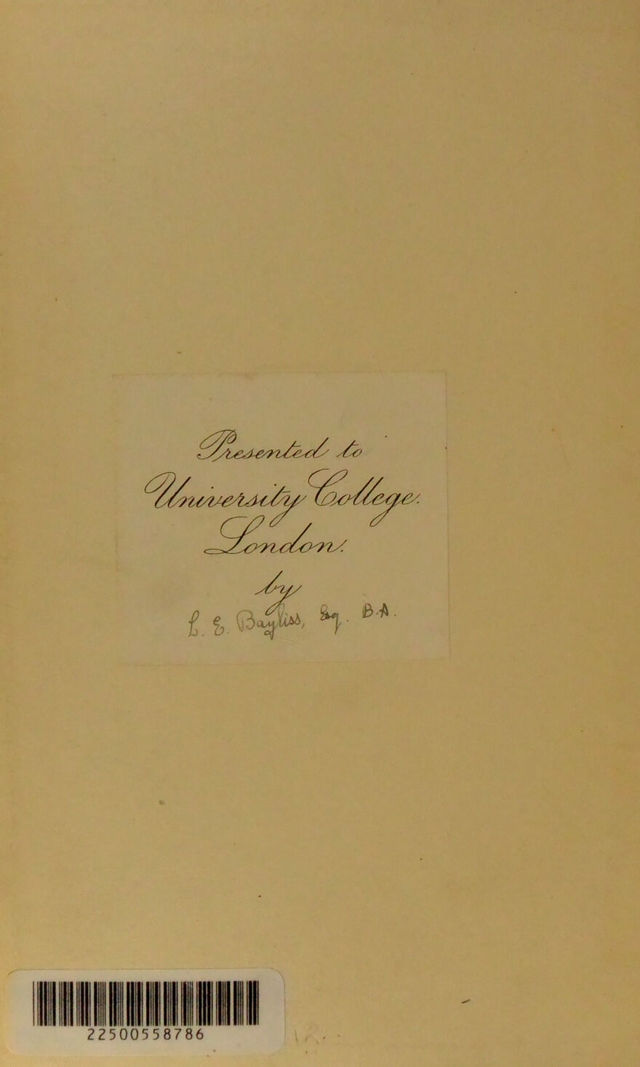 Presented to
University College.
London.
by
L. E. Bayliss, Esq. B.A.
22500558786